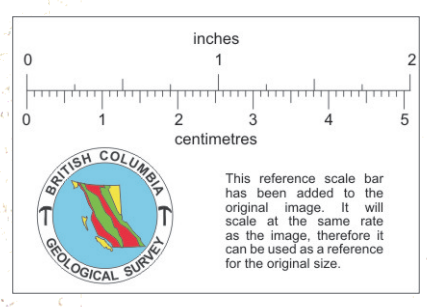 inches
0 1 2
0 1 2 3 4 5
centimetres
BRITISH COLUMBIA
GEOLOGICAL SURVEY
This reference scale bar
has been added to the
original image. It will
scale at the same rate
as the image, therefore it
can be used as a reference
for the original size.